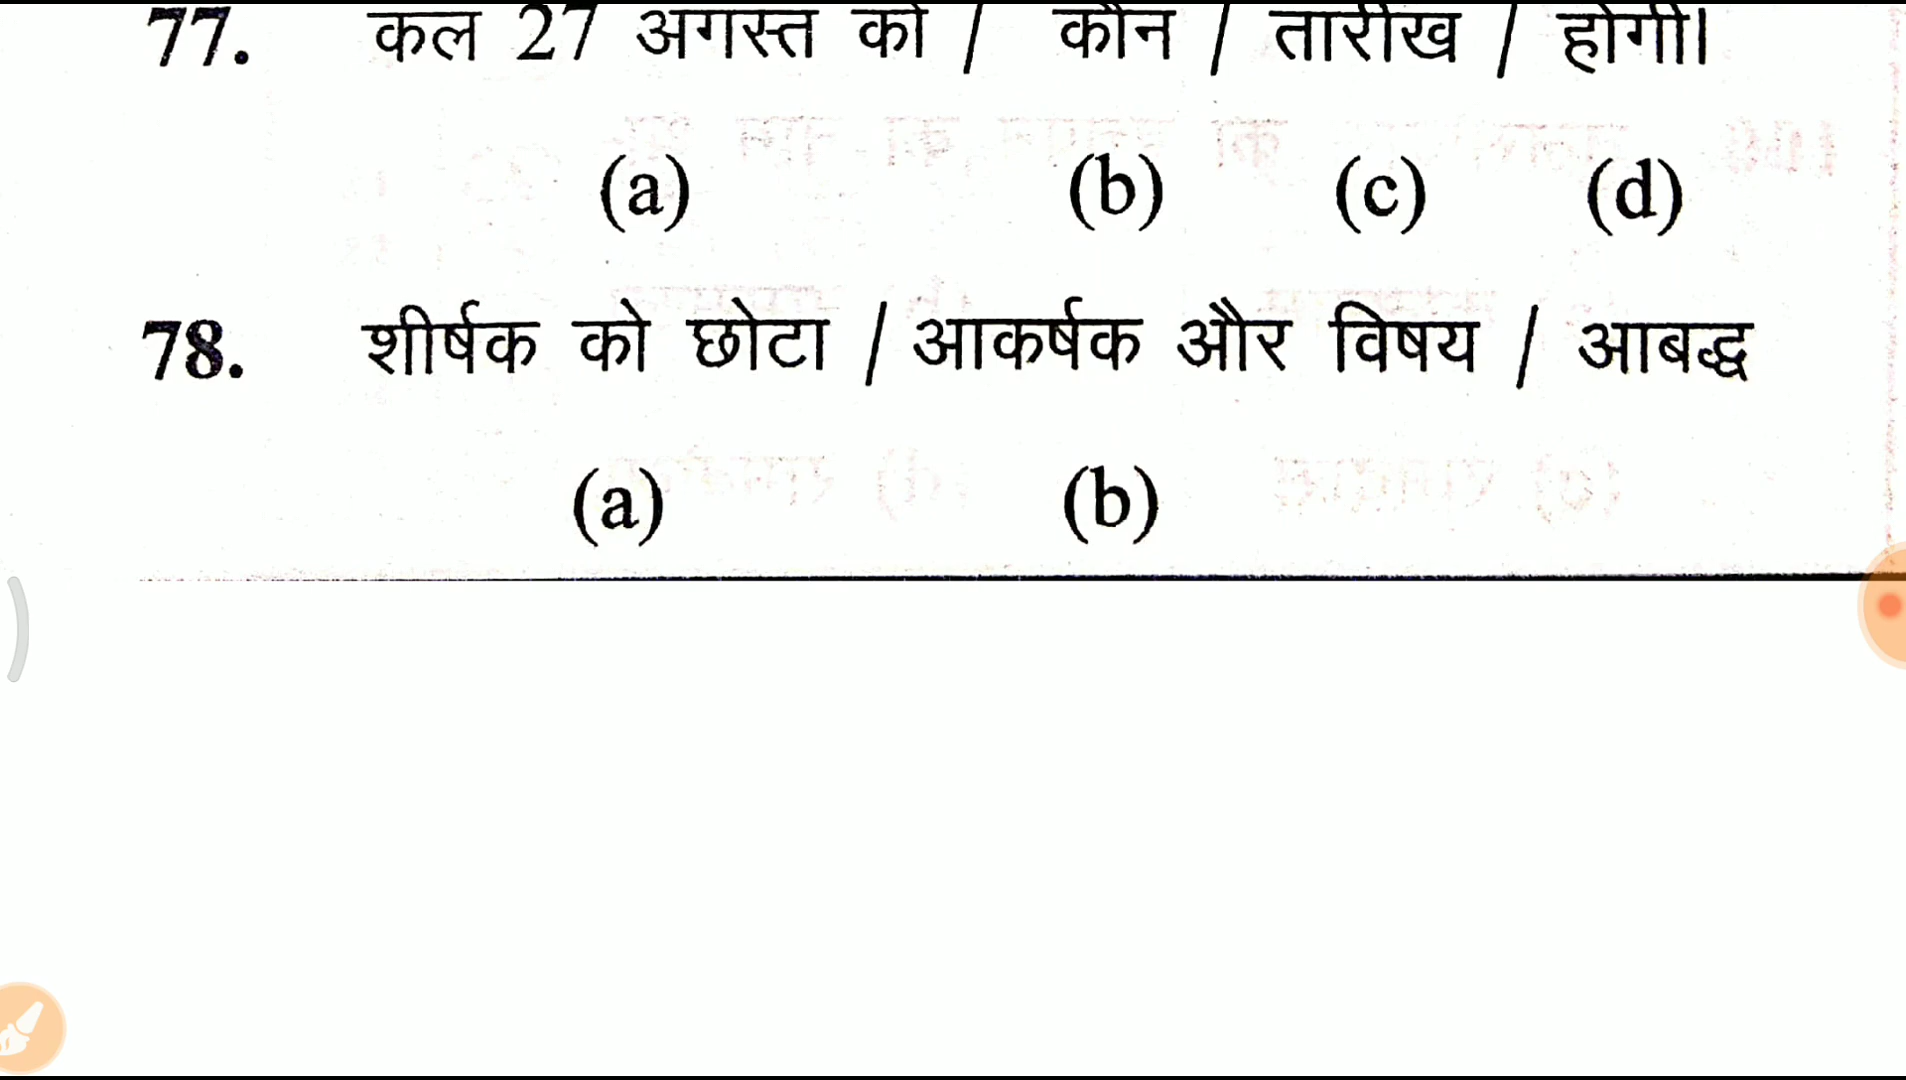 77. कल 27 अगस्त को / कौन / तारीख / होगी।
(a) (b) (c) (d)
78. शीर्षक को छोटा / आकर्षक और विषय / आबद्ध
(a) (b)